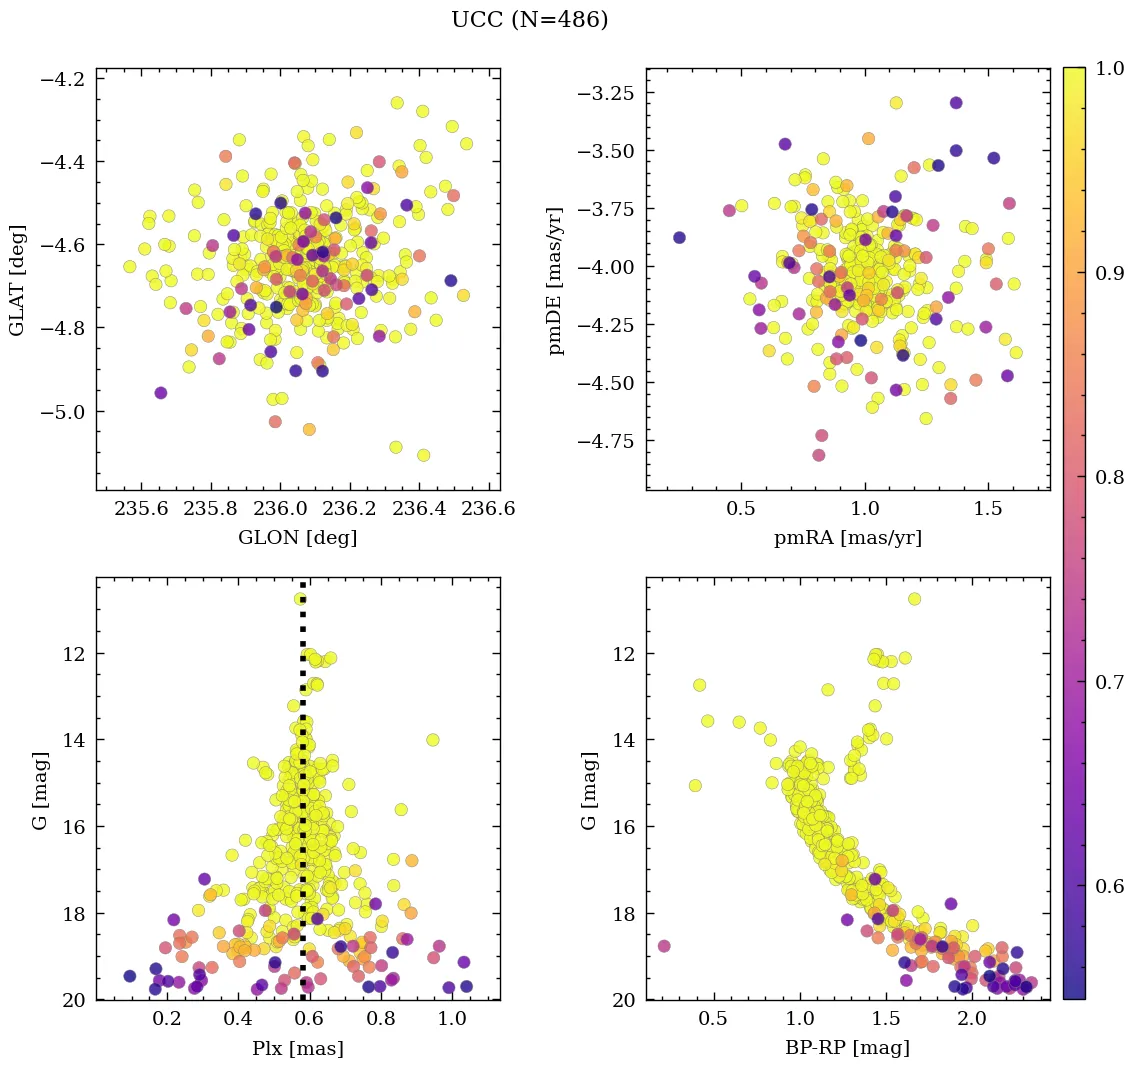 UCC (N=486)
−4.2
−4.4
−4.6
−4.8
−5.0
GLAT [deg]
235.6 235.8 236.0 236.2 236.4 236.6
GLON [deg]
−3.25
−3.50
−3.75
−4.00
−4.25
−4.50
−4.75
pmDE [mas/yr]
0.5 1.0 1.5
pmRA [mas/yr]
12
14
16
18
20
G [mag]
0.2 0.4 0.6 0.8 1.0
Plx [mas]
12
14
16
18
20
G [mag]
0.5 1.0 1.5 2.0
BP-RP [mag]
1.0
0.9
0.8
0.7
0.6